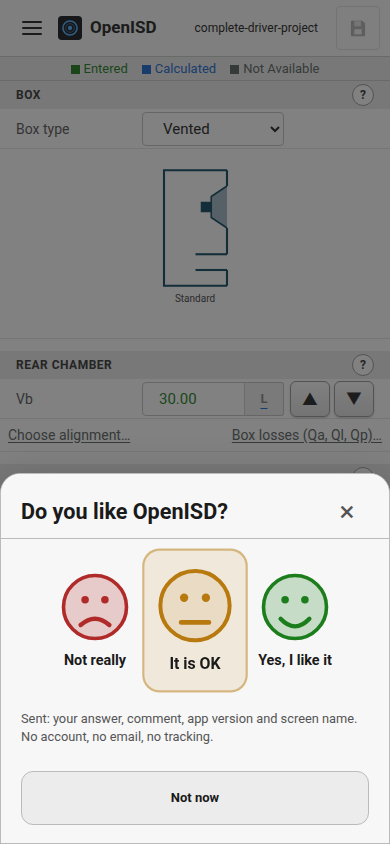 OpenISD
complete-driver-project
Entered
Calculated
Not Available
BOX
?
Box type
Vented
Standard
REAR CHAMBER
?
Vb
30.00
L
▲
▼
Choose alignment...
Box losses (Qa, Ql, Qp)...
Do you like OpenISD?
×
Not really
It is OK
Yes, I like it
Sent: your answer, comment, app version and screen name.
No account, no email, no tracking.
Not now